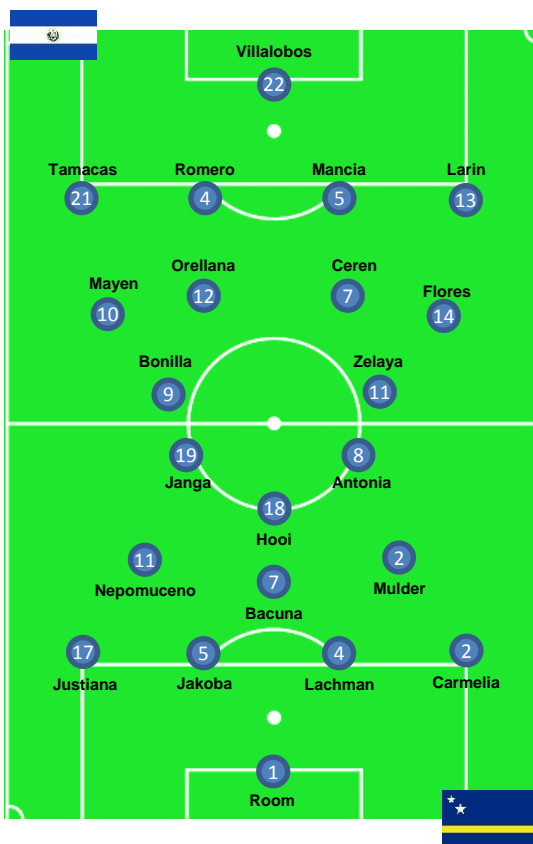 Villalobos
22
Tamacas
Romero
Mancia
Larin
21
4
5
13
Orellana
Ceren
Mayen
Flores
12
7
10
14
Bonilla
Zelaya
9
11
19
8
Janga
Antonia
18
Hooi
11
2
Nepomuceno
7
Mulder
Bacuna
17
5
4
2
Justiana
Jakoba
Lachman
Carmelia
1
Room